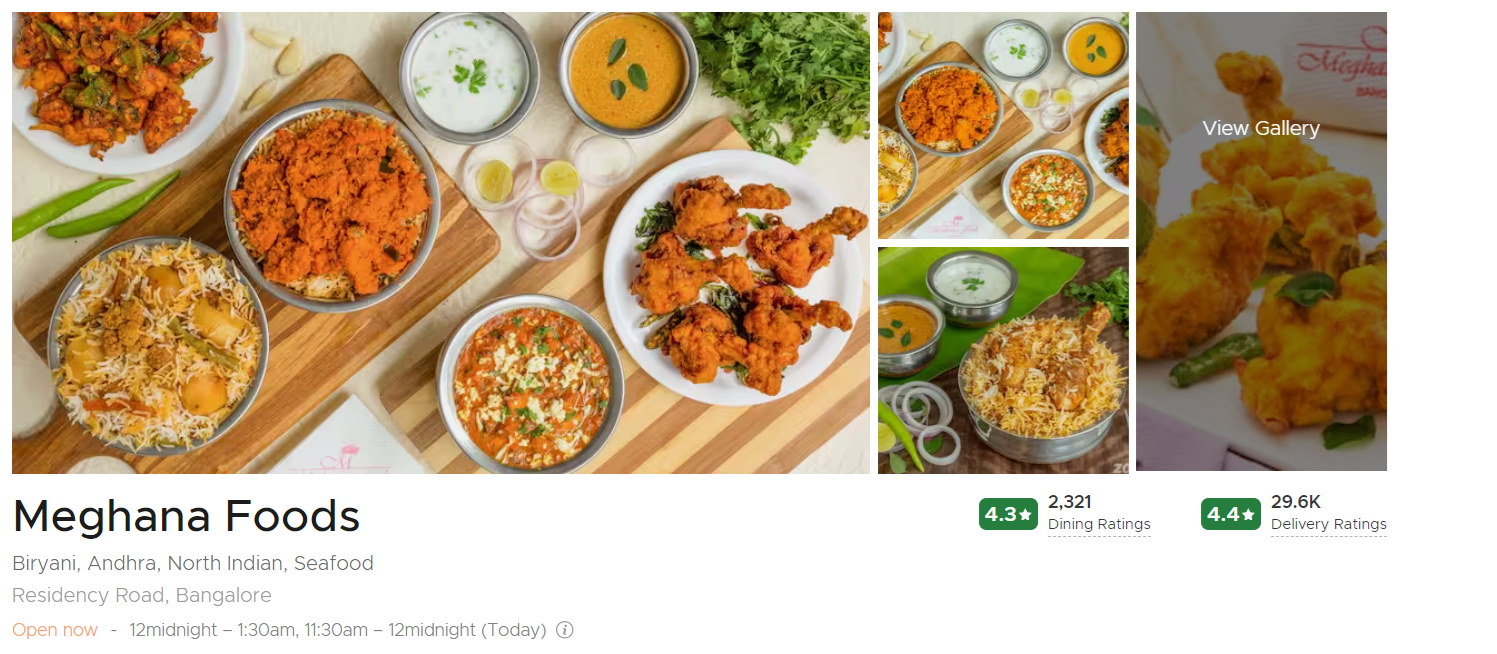 View Gallery
Meghana Foods
4.3★
2,321
Dining Ratings
4.4★
29.6K
Delivery Ratings
Biryani, Andhra, North Indian, Seafood
Residency Road, Bangalore
Open now - 12midnight – 1:30am, 11:30am – 12midnight (Today)